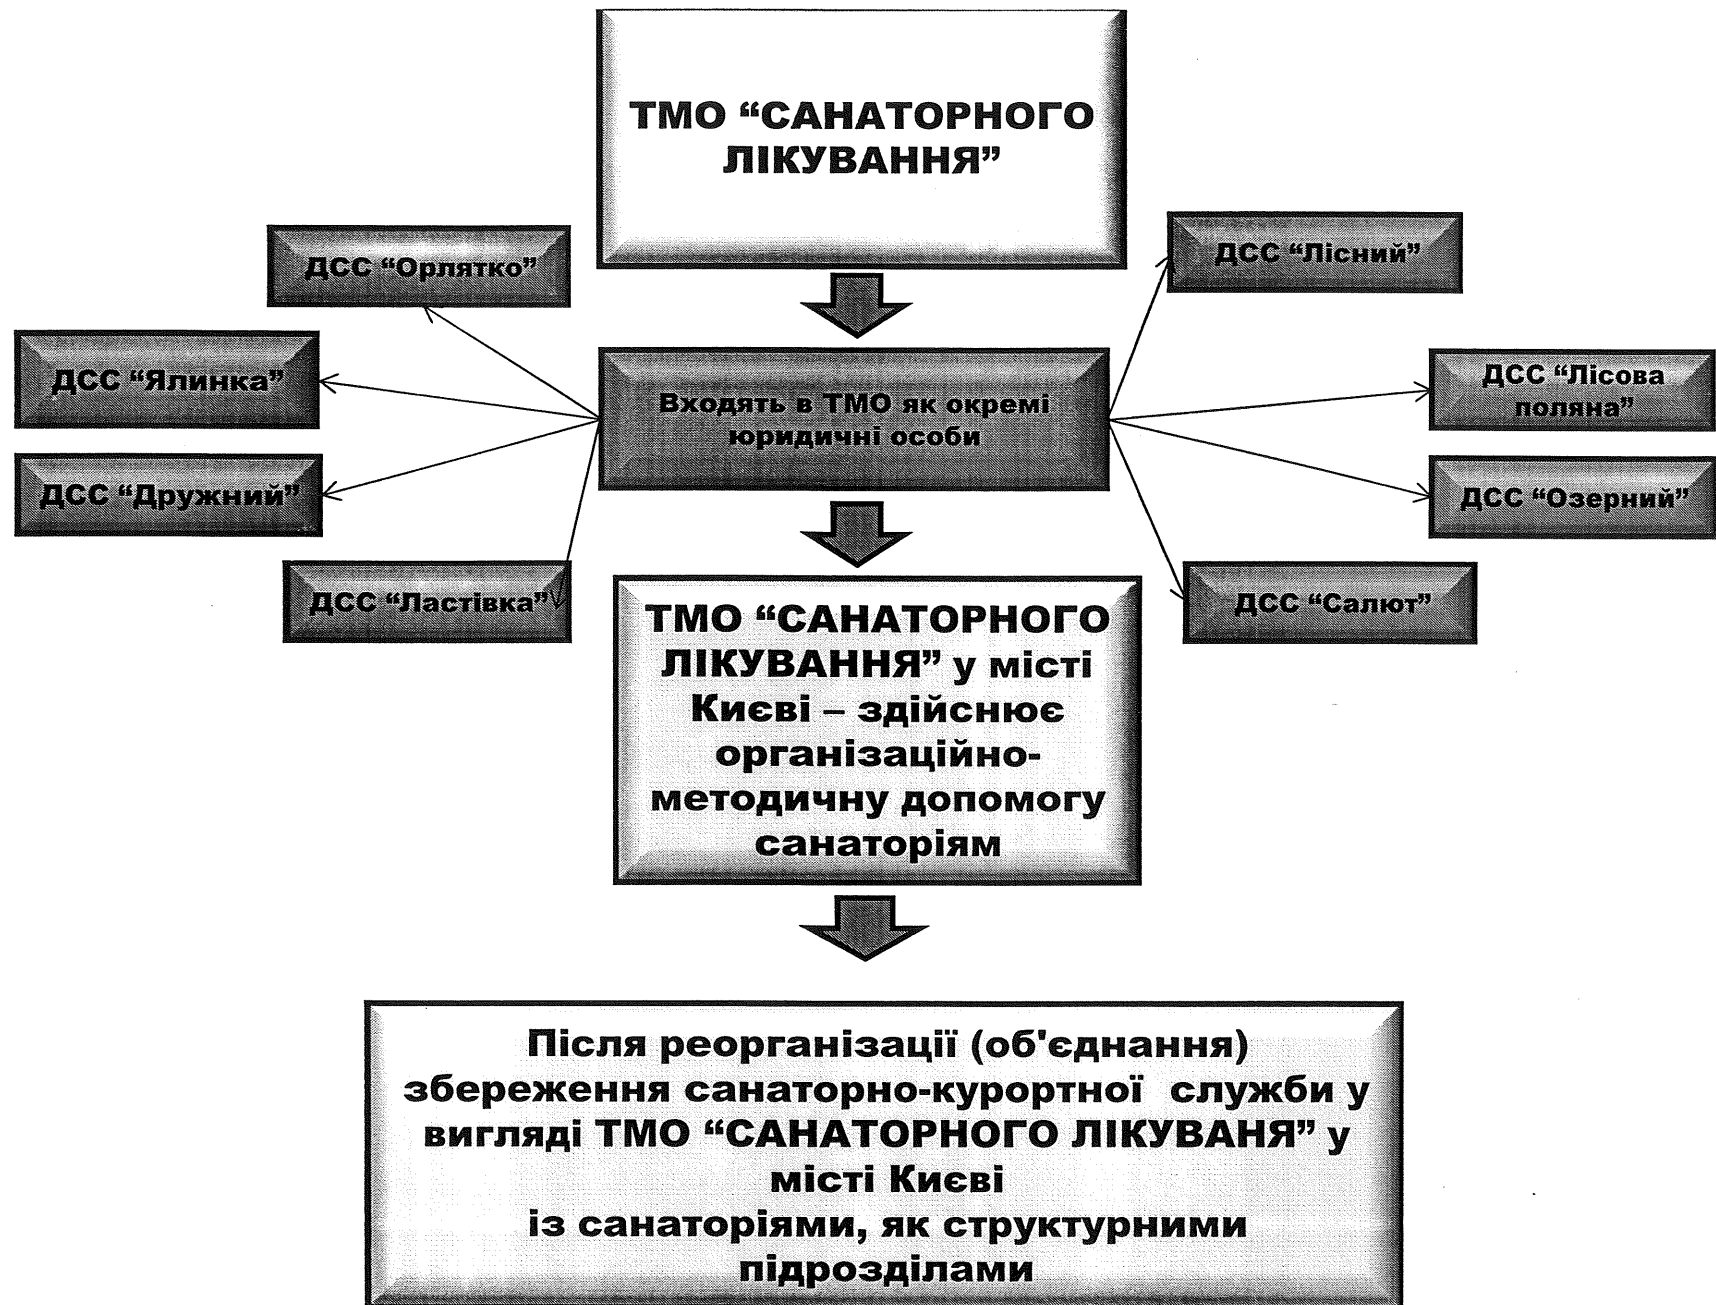 ТМО “САНАТОРНОГО
ЛІКУВАННЯ”
ДСС “Орлятко”
ДСС “Лісний”
ДСС “Ялинка”
Входять в ТМО як окремі
юридичні особи
ДСС “Лісова
поляна”
ДСС “Дружний”
ДСС “Озерний”
ДСС “Ластівка”
ДСС “Салют”
ТМО “САНАТОРНОГО
ЛІКУВАННЯ” у місті
Києві – здійснює
організаційно-
методичну допомогу
санаторіям
Після реорганізації (об'єднання)
збереження санаторно-курортної служби у
вигляді ТМО “САНАТОРНОГО ЛІКУВАНЯ” у
місті Києві
із санаторіями, як структурними
підрозділами